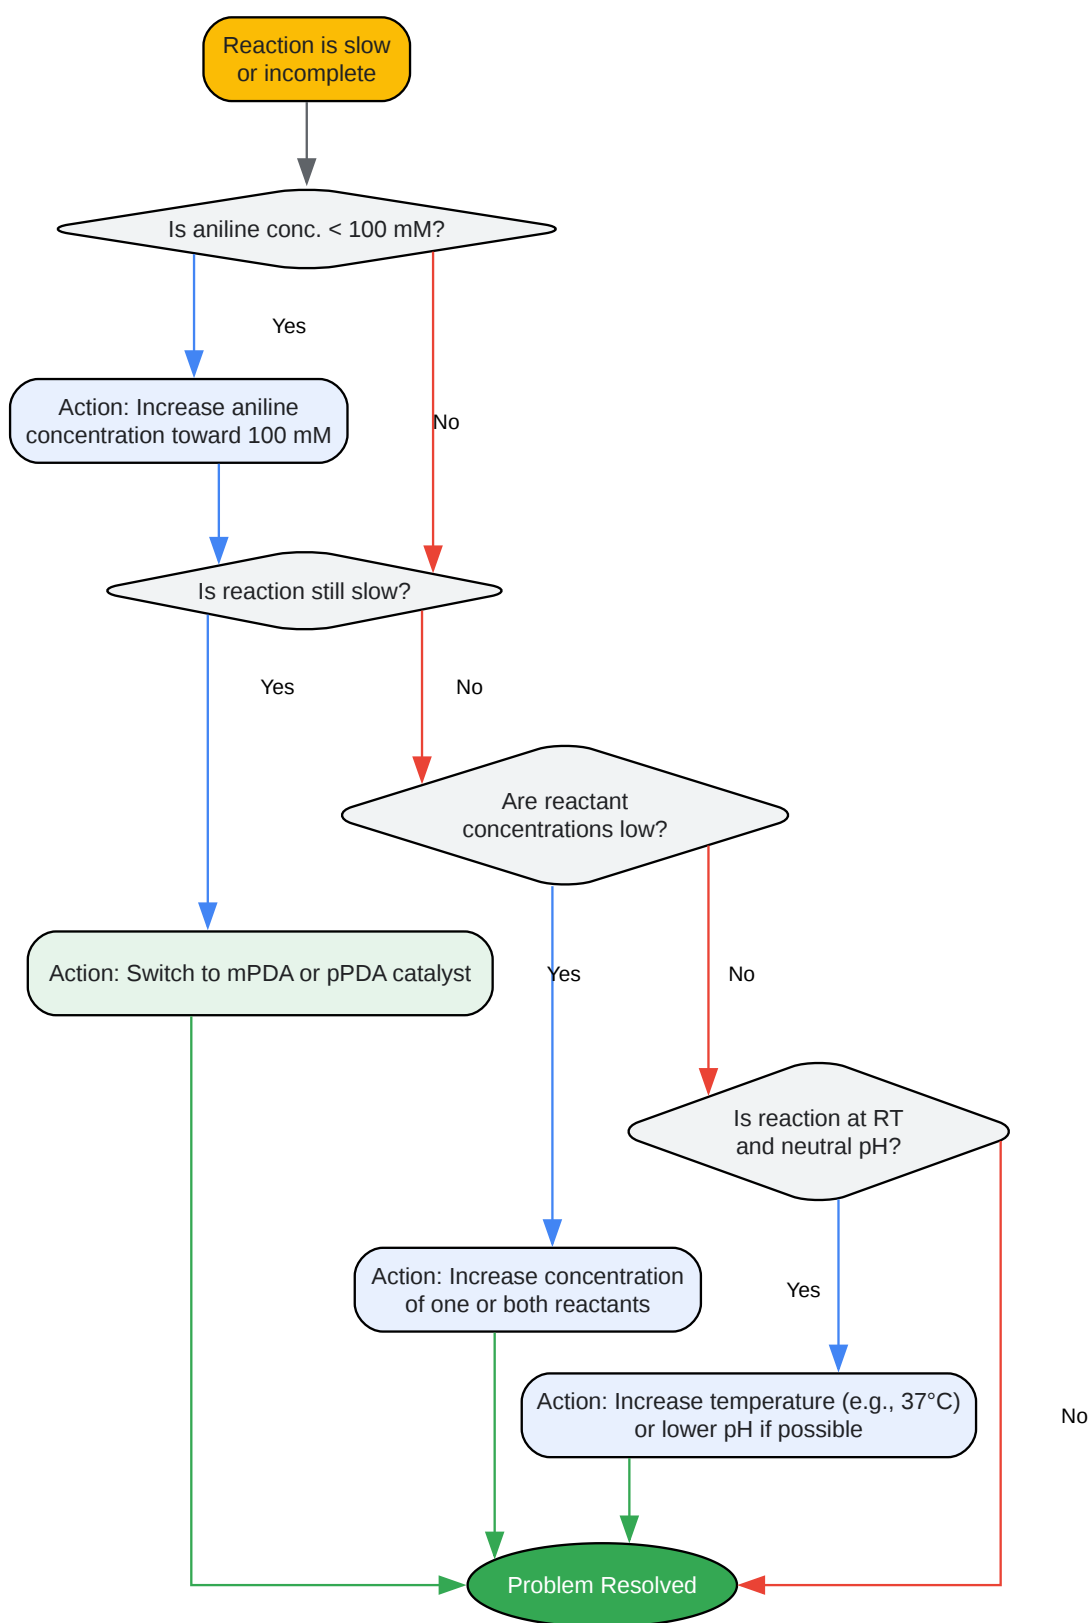 Reaction is slow
or incomplete
Is aniline conc. < 100 mM?
Yes
Action: Increase aniline
concentration toward 100 mM
No
Is reaction still slow?
Yes
No
Are reactant
concentrations low?
Action: Switch to mPDA or pPDA catalyst
Yes
No
Is reaction at RT
and neutral pH?
Action: Increase concentration
of one or both reactants
Yes
Action: Increase temperature (e.g., 37°C)
or lower pH if possible
No
Problem Resolved